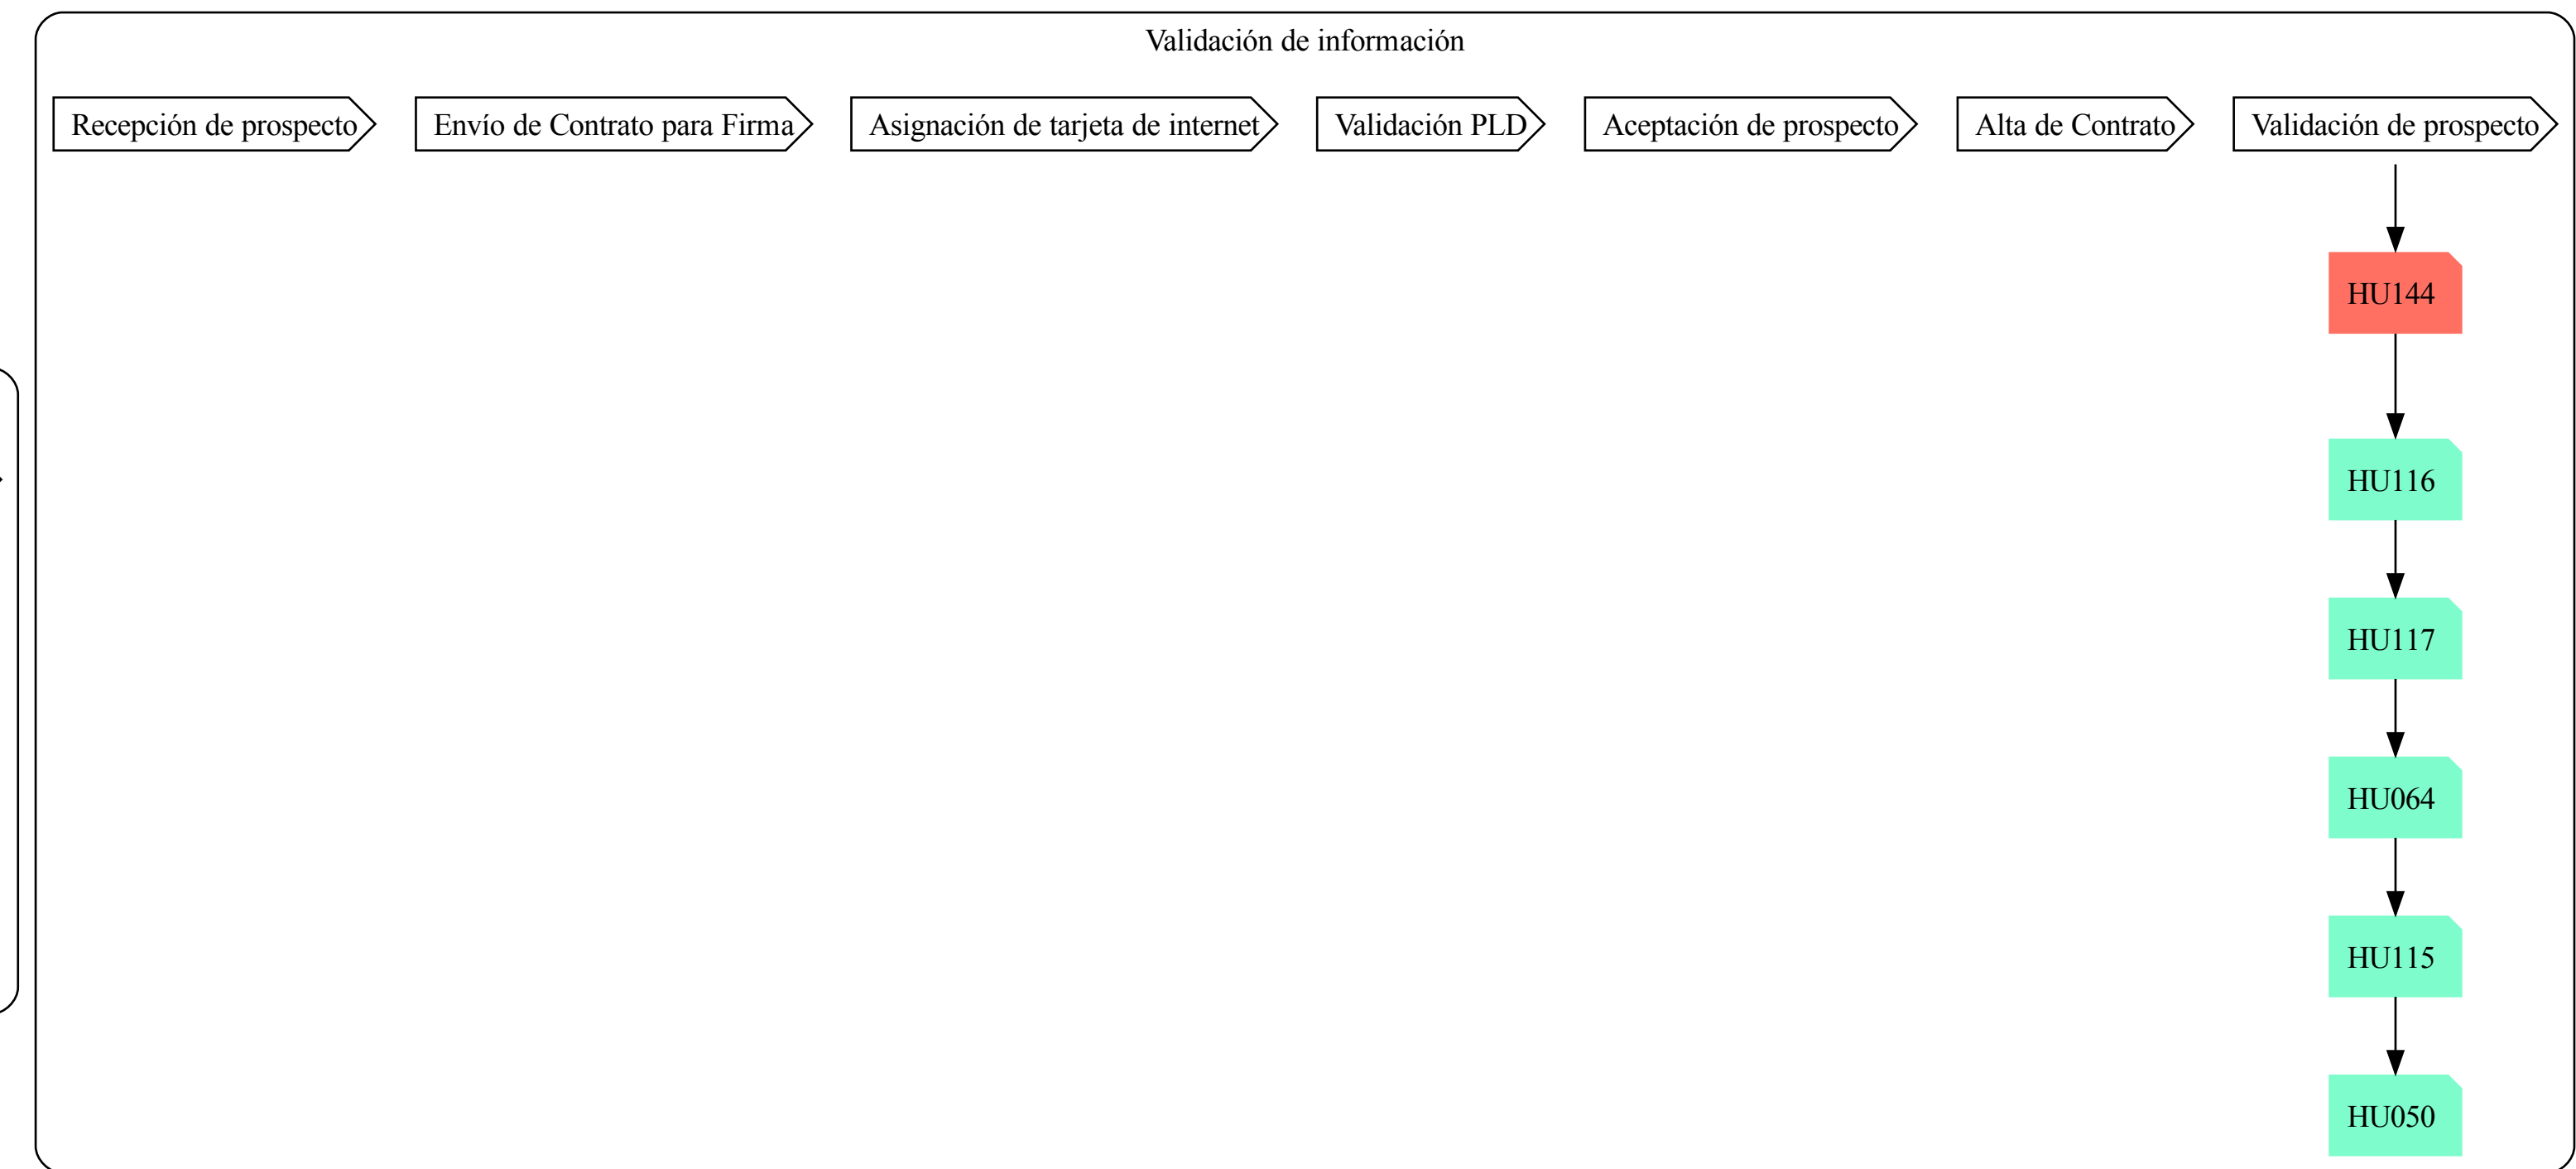 Validación de información
Recepción de prospecto
Envío de Contrato para Firma
Asignación de tarjeta de internet
Validación PLD
Aceptación de prospecto
Alta de Contrato
Validación de prospecto
HU144
HU116
HU117
HU064
HU115
HU050